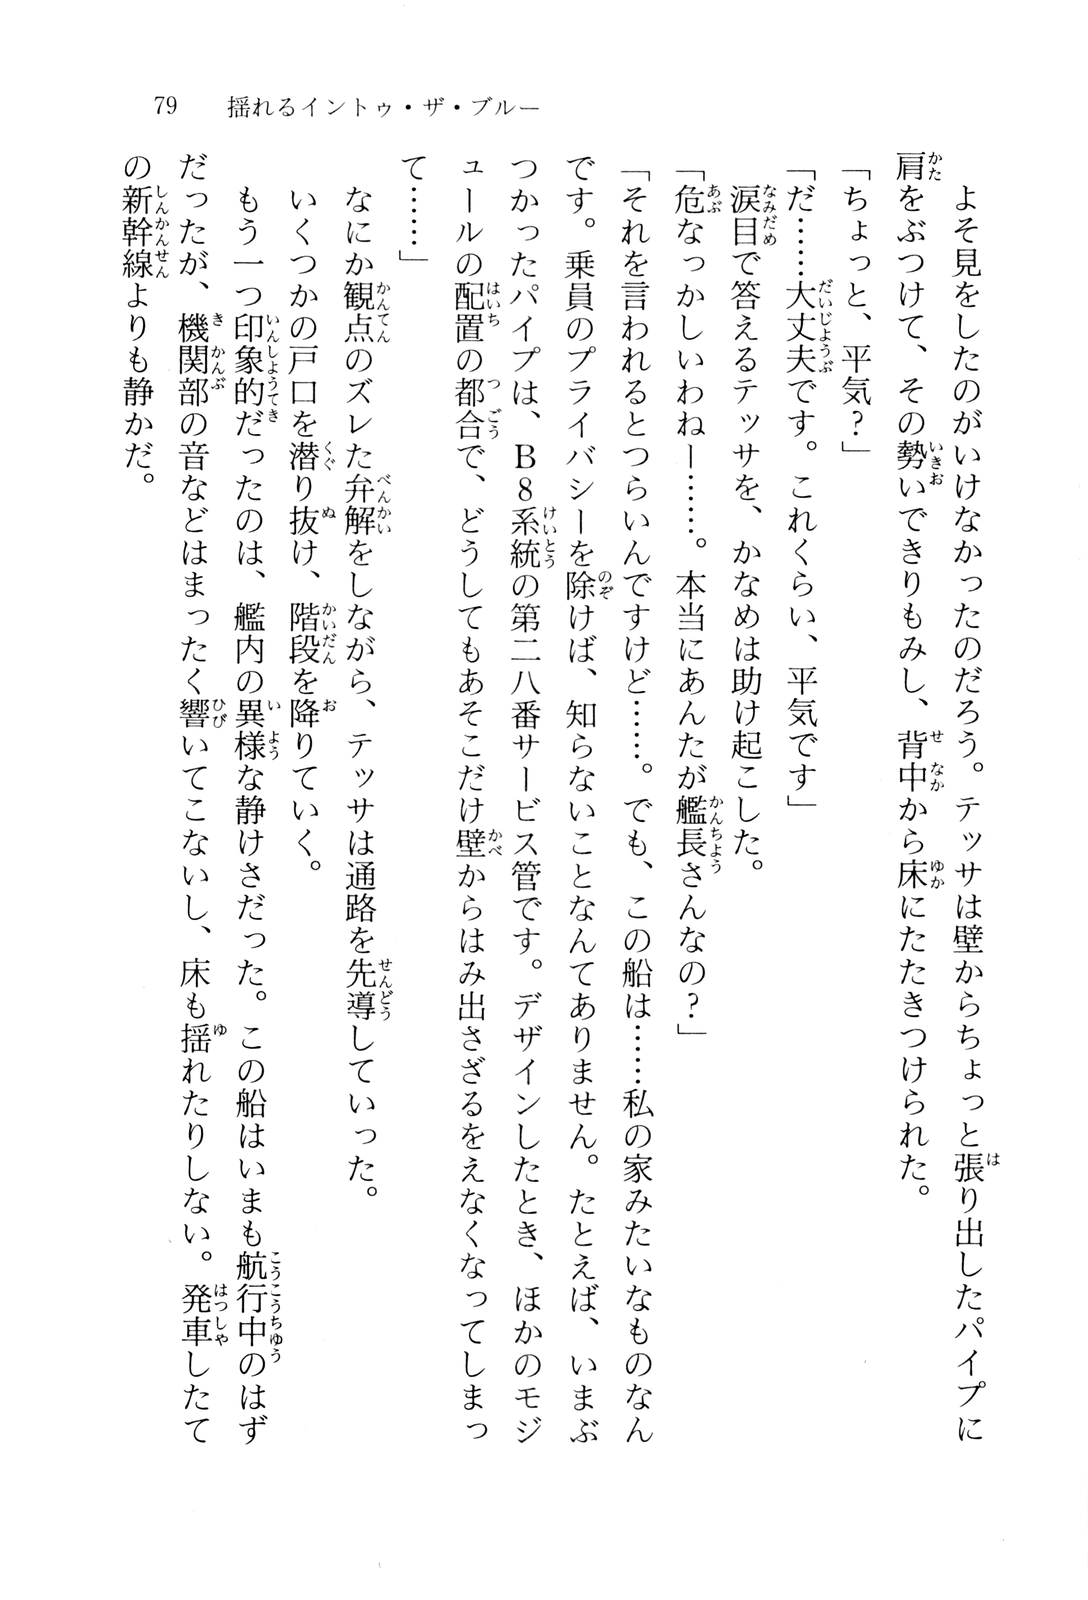 79　揺れるイントゥ・ザ・ブルー
　よそ見をしたのがいけなかったのだろう。テッサは壁からちょっと張り出したパイプに
肩をぶつけて、その勢いできりもみし、背中から床にたたきつけられた。
「ちょっと、平気？」
「だ……大丈夫です。これくらい、平気です」
　涙目で答えるテッサを、かなめは助け起こした。
「危なっかしいわねー……。本当にあんたが艦長さんなの？」
「それを言われるとつらいんですけど……。でも、この船は……私の家みたいなものなん
です。乗員のプライバシーを除けば、知らないことなんてありません。たとえば、いまぶ
つかったパイプは、B8系統の第二八番サービス管です。デザインしたとき、ほかのモジ
ュールの配置の都合で、どうしてもあそこだけ壁からはみ出さざるをえなくなってしまっ
て……」
　なにか観点のズレた弁解をしながら、テッサは通路を先導していった。
　いくつかの戸口を潜り抜け、階段を降りていく。
　もう一つ印象的だったのは、艦内の異様な静けさだった。この船はいまも航行中のはず
だったが、機関部の音などはまったく響いてこないし、床も揺れたりしない。発車したて
の新幹線よりも静かだ。